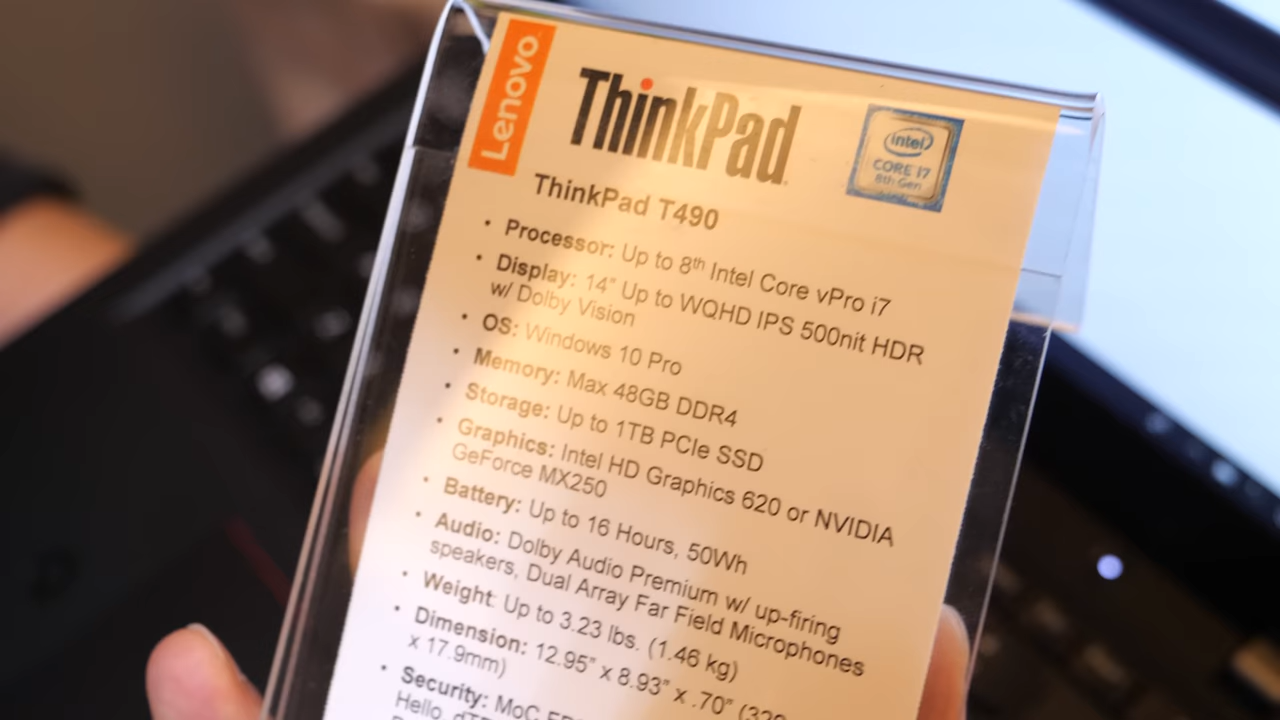 Lenovo
ThinkPad
intel
CORE i7
8th Gen
ThinkPad T490
• Processor: Up to 8th Intel Core vPro i7
• Display: 14" Up to WQHD IPS 500nit HDR
w/ Dolby Vision
• OS: Windows 10 Pro
• Memory: Max 48GB DDR4
• Storage: Up to 1TB PCIe SSD
• Graphics: Intel HD Graphics 620 or NVIDIA
GeForce MX250
• Battery: Up to 16 Hours, 50Wh
• Audio: Dolby Audio Premium w/ up-firing
speakers, Dual Array Far Field Microphones
• Weight: Up to 3.23 lbs. (1.46 kg)
• Dimension: 12.95" x 8.93" x .70" (329
x 17.9mm)
• Security: MoC
Hello,